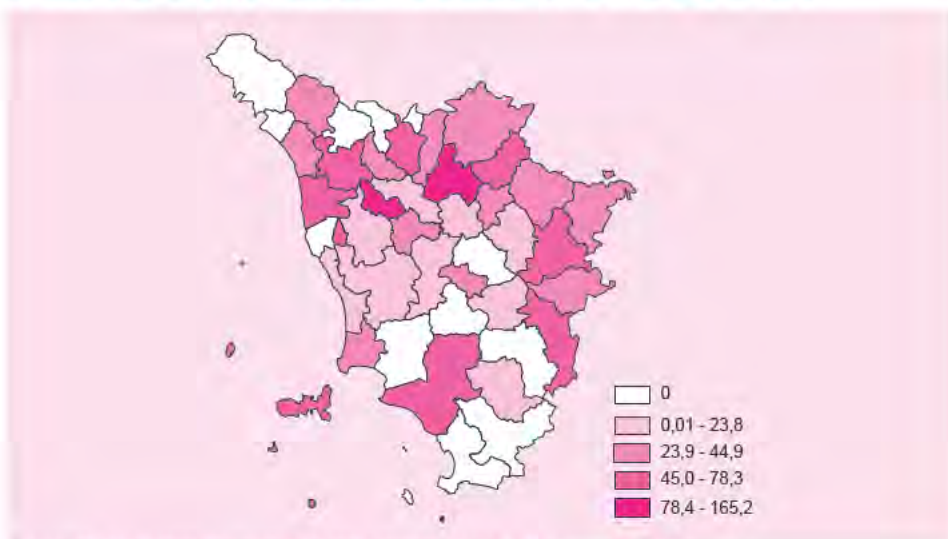 0
0,01 - 23,8
23,9 - 44,9
45,0 - 78,3
78,4 - 165,2